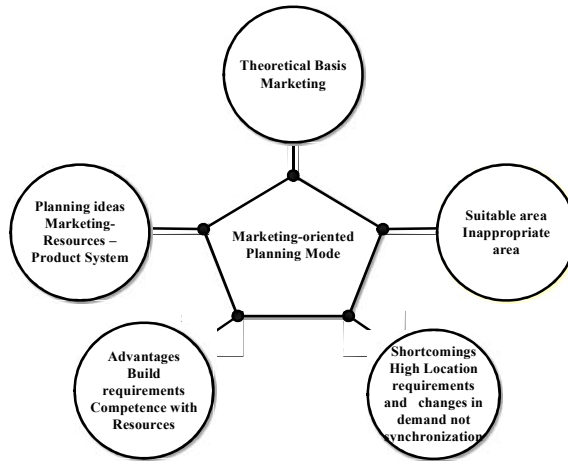 Theoretical Basis
Marketing
Planning ideas
Marketing-
Resources –
Product System
Marketing-oriented
Planning Mode
Suitable area
Inappropriate
area
Advantages
Build
requirements
Competence with
Resources
Shortcomings
High Location
requirements
and changes in
demand not
synchronization